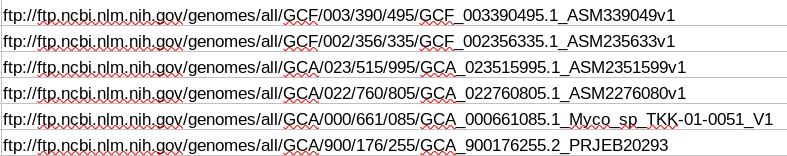 ftp://ftp.ncbi.nlm.nih.gov/genomes/all/GCF/003/390/495/GCF_003390495.1_ASM339049v1
ftp://ftp.ncbi.nlm.nih.gov/genomes/all/GCF/002/356/335/GCF_002356335.1_ASM235633v1
ftp://ftp.ncbi.nlm.nih.gov/genomes/all/GCA/023/515/995/GCA_023515995.1_ASM2351599v1
ftp://ftp.ncbi.nlm.nih.gov/genomes/all/GCA/022/760/805/GCA_022760805.1_ASM2276080v1
ftp://ftp.ncbi.nlm.nih.gov/genomes/all/GCA/000/661/085/GCA_000661085.1_Myco_sp_TKK-01-0051_V1
ftp://ftp.ncbi.nlm.nih.gov/genomes/all/GCA/900/176/255/GCA_900176255.2_PRJEB20293